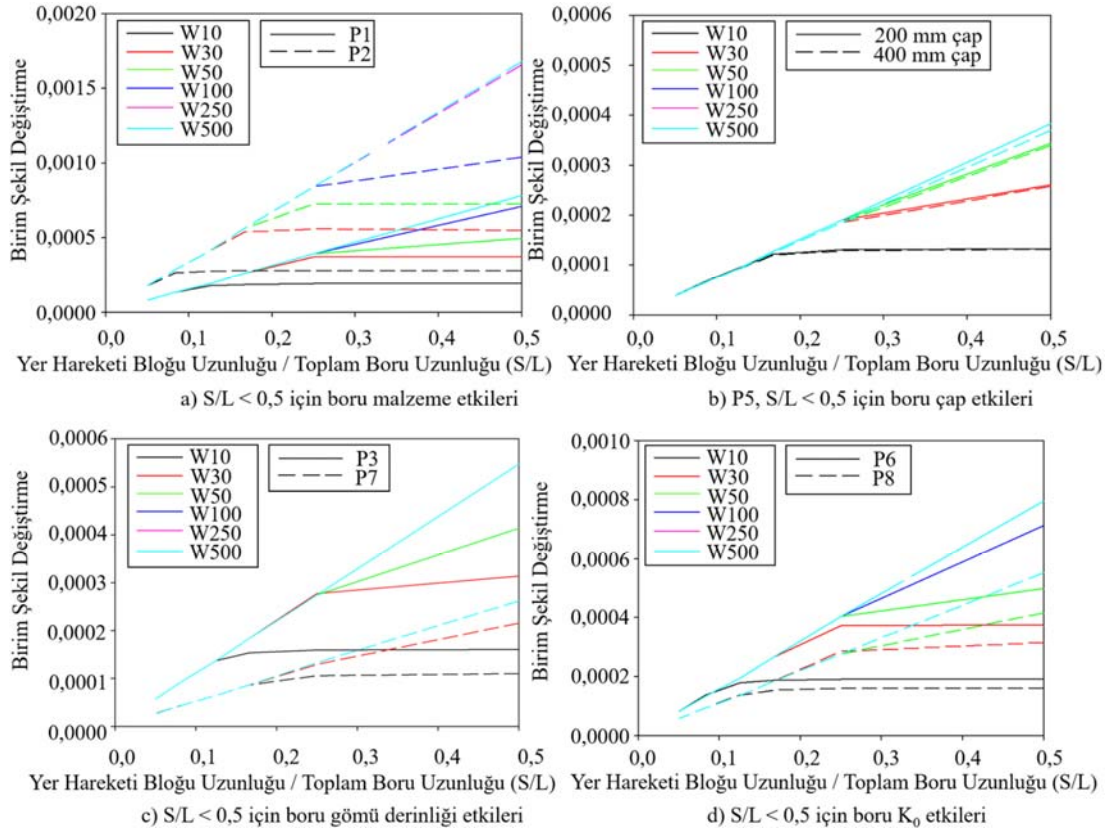 0,0020
0,0015
0,0010
0,0005
0,0000
Birim Şekil Değiştirme
W10
W30
W50
W100
W250
W500
P1
P2
0,0
0,1
0,2
0,3
0,4
0,5
Yer Hareketi Bloğu Uzunluğu / Toplam Boru Uzunluğu (S/L)
a) S/L < 0,5 için boru malzeme etkileri
0,0006
0,0005
0,0004
0,0003
0,0002
0,0001
0,0000
Birim Şekil Değiştirme
W10
W30
W50
W100
W250
W500
200 mm çap
400 mm çap
0,0
0,1
0,2
0,3
0,4
0,5
Yer Hareketi Bloğu Uzunluğu / Toplam Boru Uzunluğu (S/L)
b) P5, S/L < 0,5 için boru çap etkileri
0,0006
0,0005
0,0004
0,0003
0,0002
0,0001
0,0000
Birim Şekil Değiştirme
W10
W30
W50
W100
W250
W500
P3
P7
0,0
0,1
0,2
0,3
0,4
0,5
Yer Hareketi Bloğu Uzunluğu / Toplam Boru Uzunluğu (S/L)
c) S/L < 0,5 için boru gömü derinliği etkileri
0,0010
0,0008
0,0006
0,0004
0,0002
0,0000
Birim Şekil Değiştirme
W10
W30
W50
W100
W250
W500
P6
P8
0,0
0,1
0,2
0,3
0,4
0,5
Yer Hareketi Bloğu Uzunluğu / Toplam Boru Uzunluğu (S/L)
d) S/L < 0,5 için boru K₀ etkileri